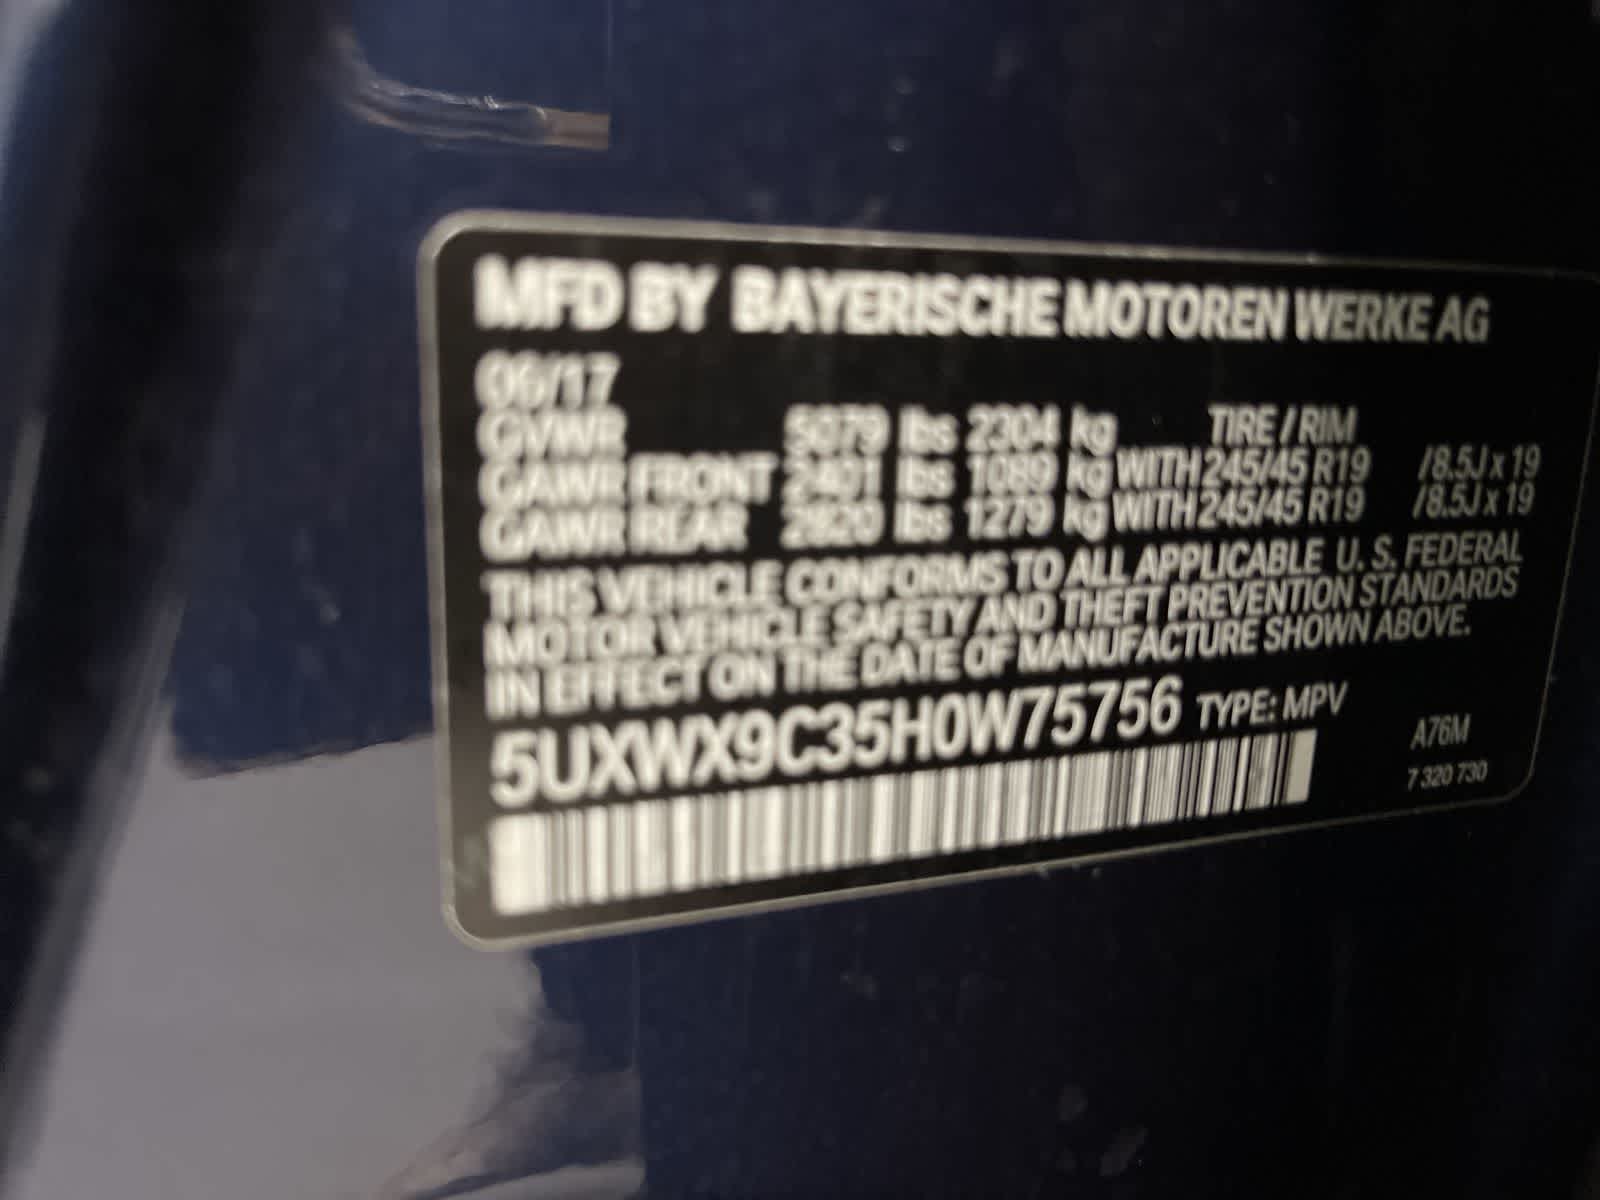 MFD BY BAYERISCHE MOTOREN WERKE AG
06/17
GVWR 5079 lbs 2304 kg TIRE / RIM
GAWR FRONT 2401 lbs 1089 kg WITH 245/45 R19 /8.5J x 19
GAWR REAR 2820 lbs 1279 kg WITH 245/45 R19 /8.5J x 19
THIS VEHICLE CONFORMS TO ALL APPLICABLE U. S. FEDERAL
MOTOR VEHICLE SAFETY AND THEFT PREVENTION STANDARDS
IN EFFECT ON THE DATE OF MANUFACTURE SHOWN ABOVE.
5UXWX9C35H0W75756 TYPE: MPV
A76M
7 320 730